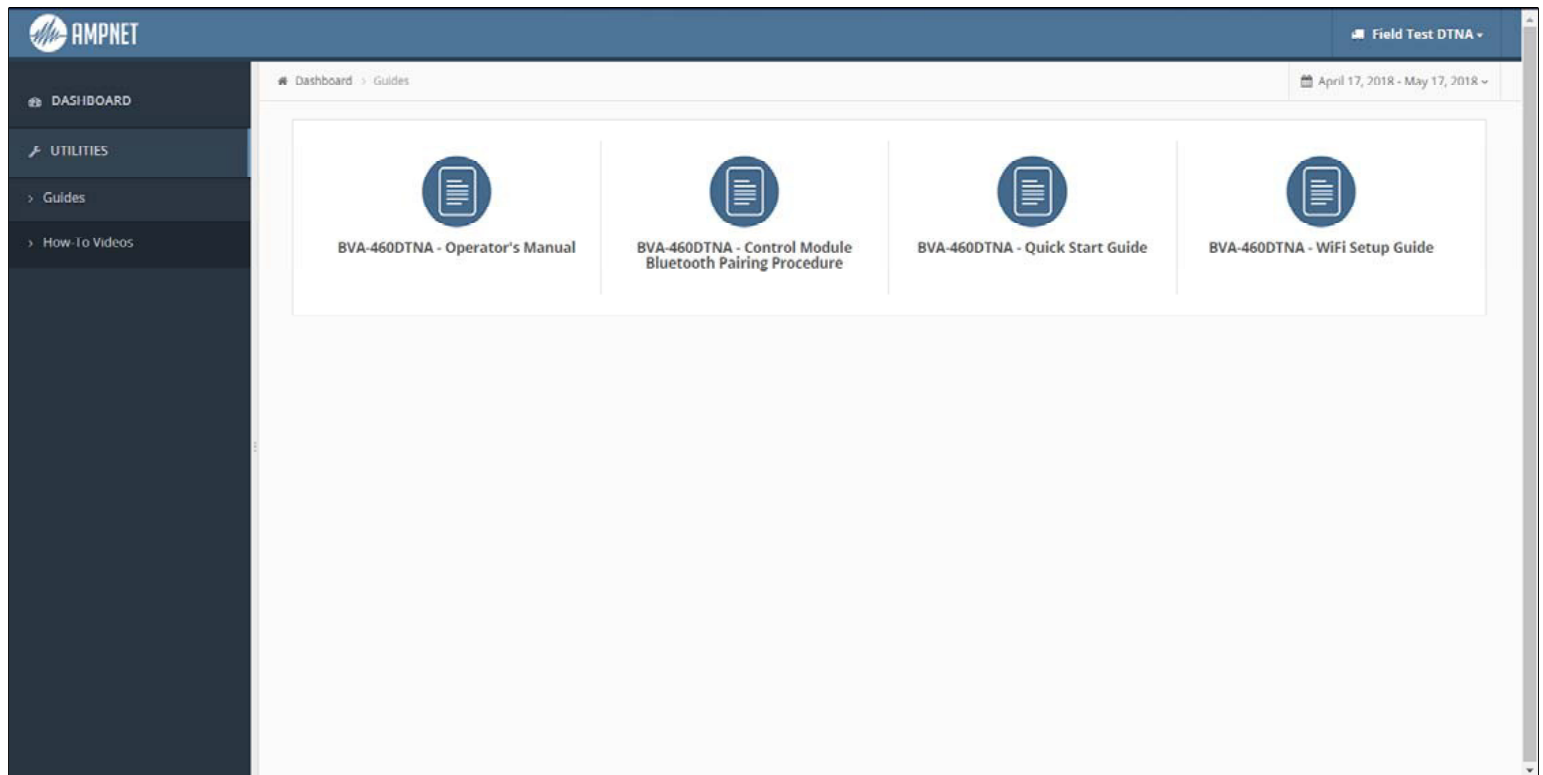 AMPNET
Field Test DTNA
DASHBOARD
UTILITIES
> Guides
> How-To Videos
Dashboard > Guides
April 17, 2018 - May 17, 2018
BVA-460DTNA - Operator's Manual
BVA-460DTNA - Control Module
Bluetooth Pairing Procedure
BVA-460DTNA - Quick Start Guide
BVA-460DTNA - WiFi Setup Guide